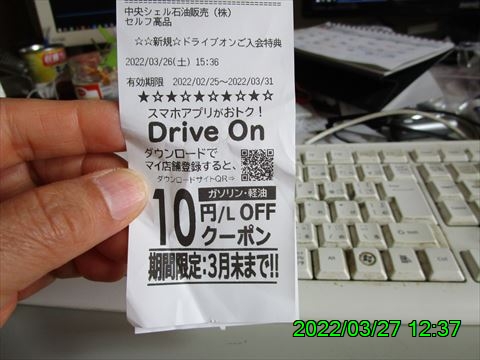 中央シェル石油販売（株）
セルフ高品
☆☆新規☆ドライブオンご入会特典
2022/03/26(土) 15:36
有効期限 2022/02/25～2022/03/31
★☆★☆★☆★☆★☆
スマホアプリがおトク！
Drive On
ダウンロードで
マイ店舗登録すると、
ダウンロードサイトQR⇒
ガソリン・軽油
10円/L OFF
クーポン
期間限定:3月末まで!!
2022/03/27 12:37